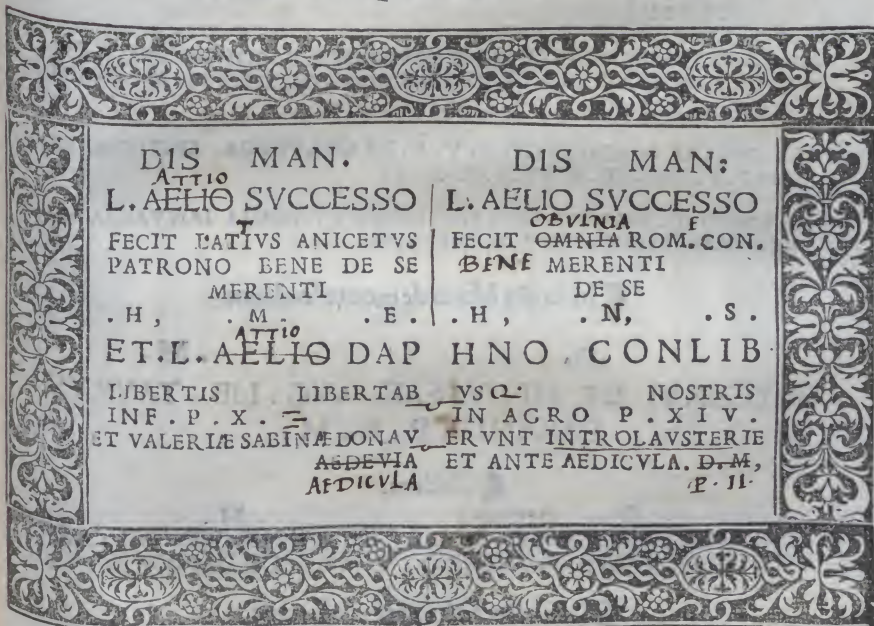 DIS MAN.
ATTIO
L. AELIO SVCCESSO
T
FECIT LATIVS ANICETVS
PATRONO BENE DE SE
MERENTI
. H , . M . . E .
DIS MAN:
L. AELIO SVCCESSO
OBVINIA E
FECIT OMNIA ROM. CON.
BENE MERENTI
DE SE
. H , . N, . S .
ATTIO
ET. L. AELIO DAP HNO . CONLIB
LIBERTIS LIBERTAB VSQ: NOSTRIS
INF . P . X . IN AGRO P . XIV .
ET VALERIÆ SABINÆ DONAV ERVNT INTROLAVSTERIE
AEDEVIA ET ANTE AEDICVLA. D. M,
AEDICVLA P. II.